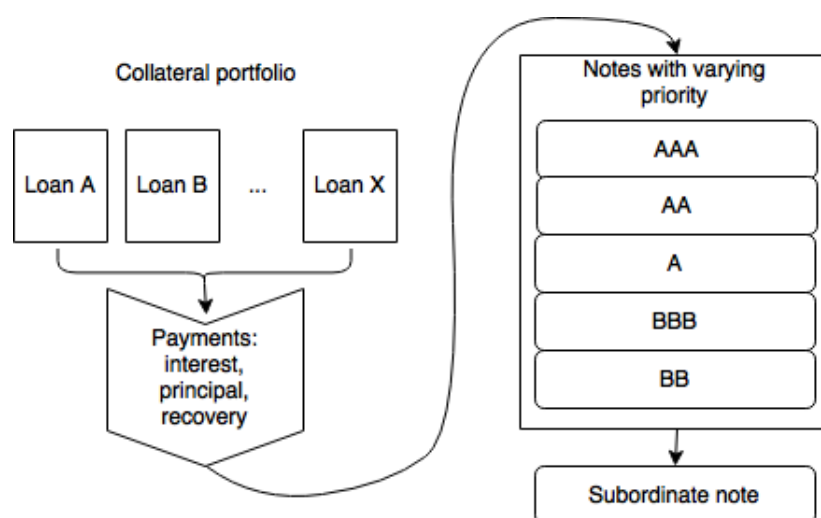 Collateral portfolio
Loan A
Loan B
...
Loan X
Payments:
interest,
principal,
recovery
Notes with varying
priority
AAA
AA
A
BBB
BB
Subordinate note